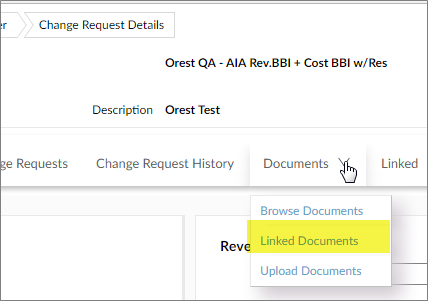 er Change Request Details
Orest QA - AIA Rev.BBI + Cost BBI w/Res
Description Orest Test
ge Requests Change Request History Documents Linked
Browse Documents
Linked Documents
Upload Documents
Reve